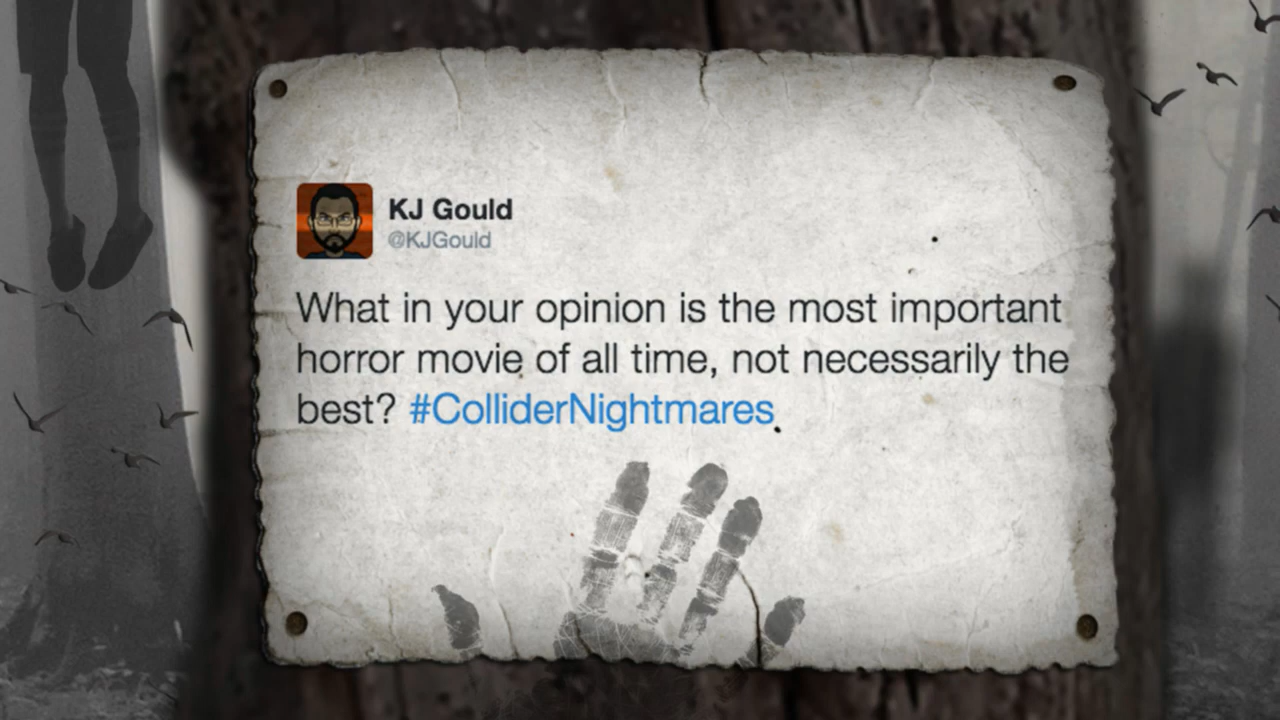 KJ Gould
@KJGould
What in your opinion is the most important
horror movie of all time, not necessarily the
best? #ColliderNightmares